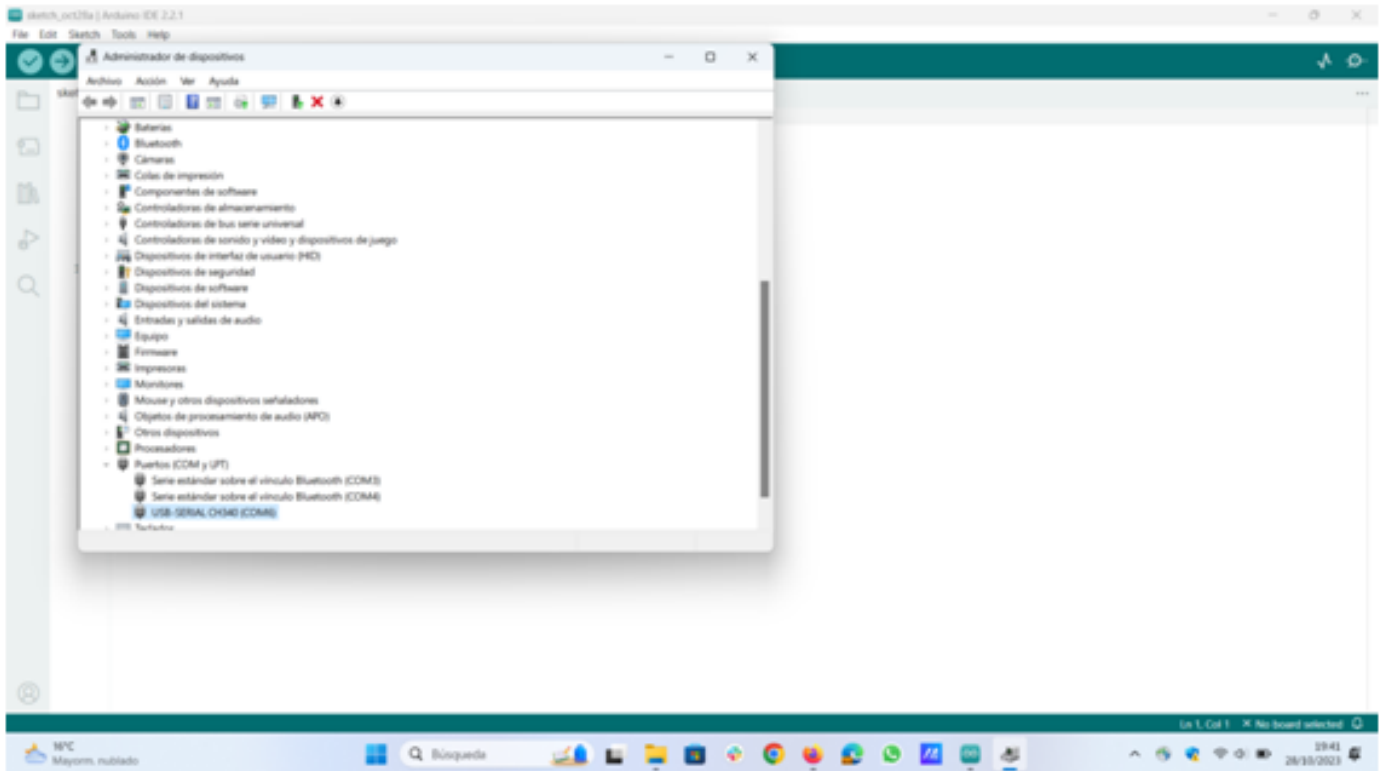 sketch_oct28a | Arduino IDE 2.2.1
File Edit Sketch Tools Help
Administrador de dispositivos
Archivo Acción Ver Ayuda
Baterías
Bluetooth
Cámaras
Colas de impresión
Componentes de software
Controladoras de almacenamiento
Controladoras de bus serie universal
Controladoras de sonido y vídeo y dispositivos de juego
Dispositivos de interfaz de usuario (HID)
Dispositivos de seguridad
Dispositivos de software
Dispositivos del sistema
Entradas y salidas de audio
Equipo
Firmware
Impresoras
Monitores
Mouse y otros dispositivos señaladores
Objetos de procesamiento de audio (APO)
Otros dispositivos
Procesadores
Puertos (COM y LPT)
Serie estándar sobre el vínculo Bluetooth (COM3)
Serie estándar sobre el vínculo Bluetooth (COM4)
USB-SERIAL CH340 (COM6)
Teclados
Ln 1, Col 1 No board selected
16°C
Mayorm. nublado
Búsqueda
19:41
28/10/2023